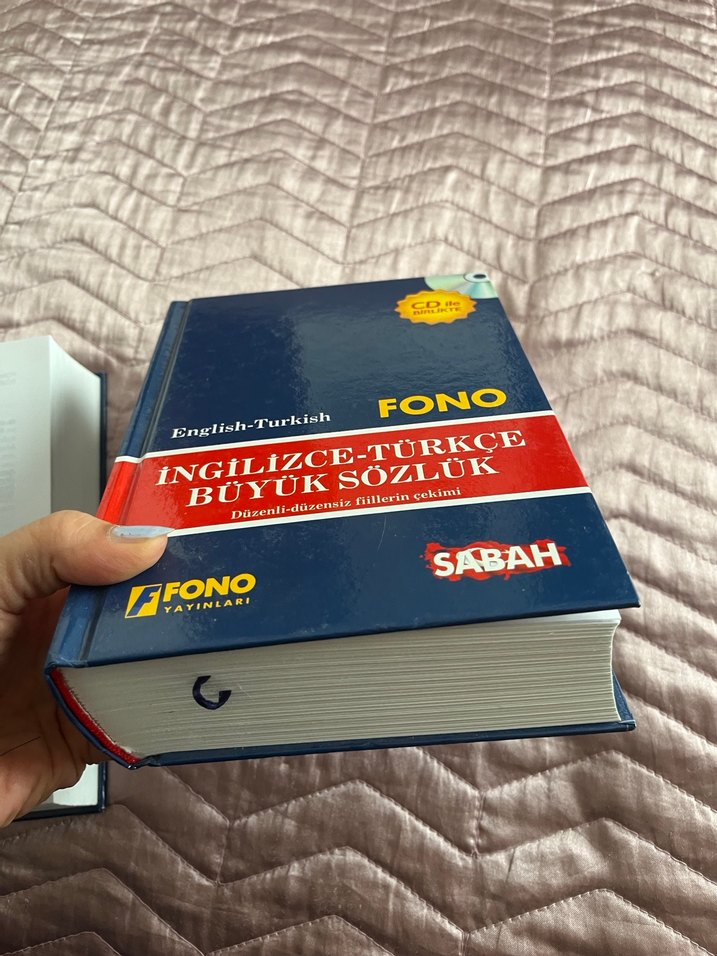 CD ile
BİRLİKTE
FONO
English-Turkish
İNGİLİZCE-TÜRKÇE
BÜYÜK SÖZLÜK
Düzenli-düzensiz fiillerin çekimi
SABAH
FONO
YAYINLARI